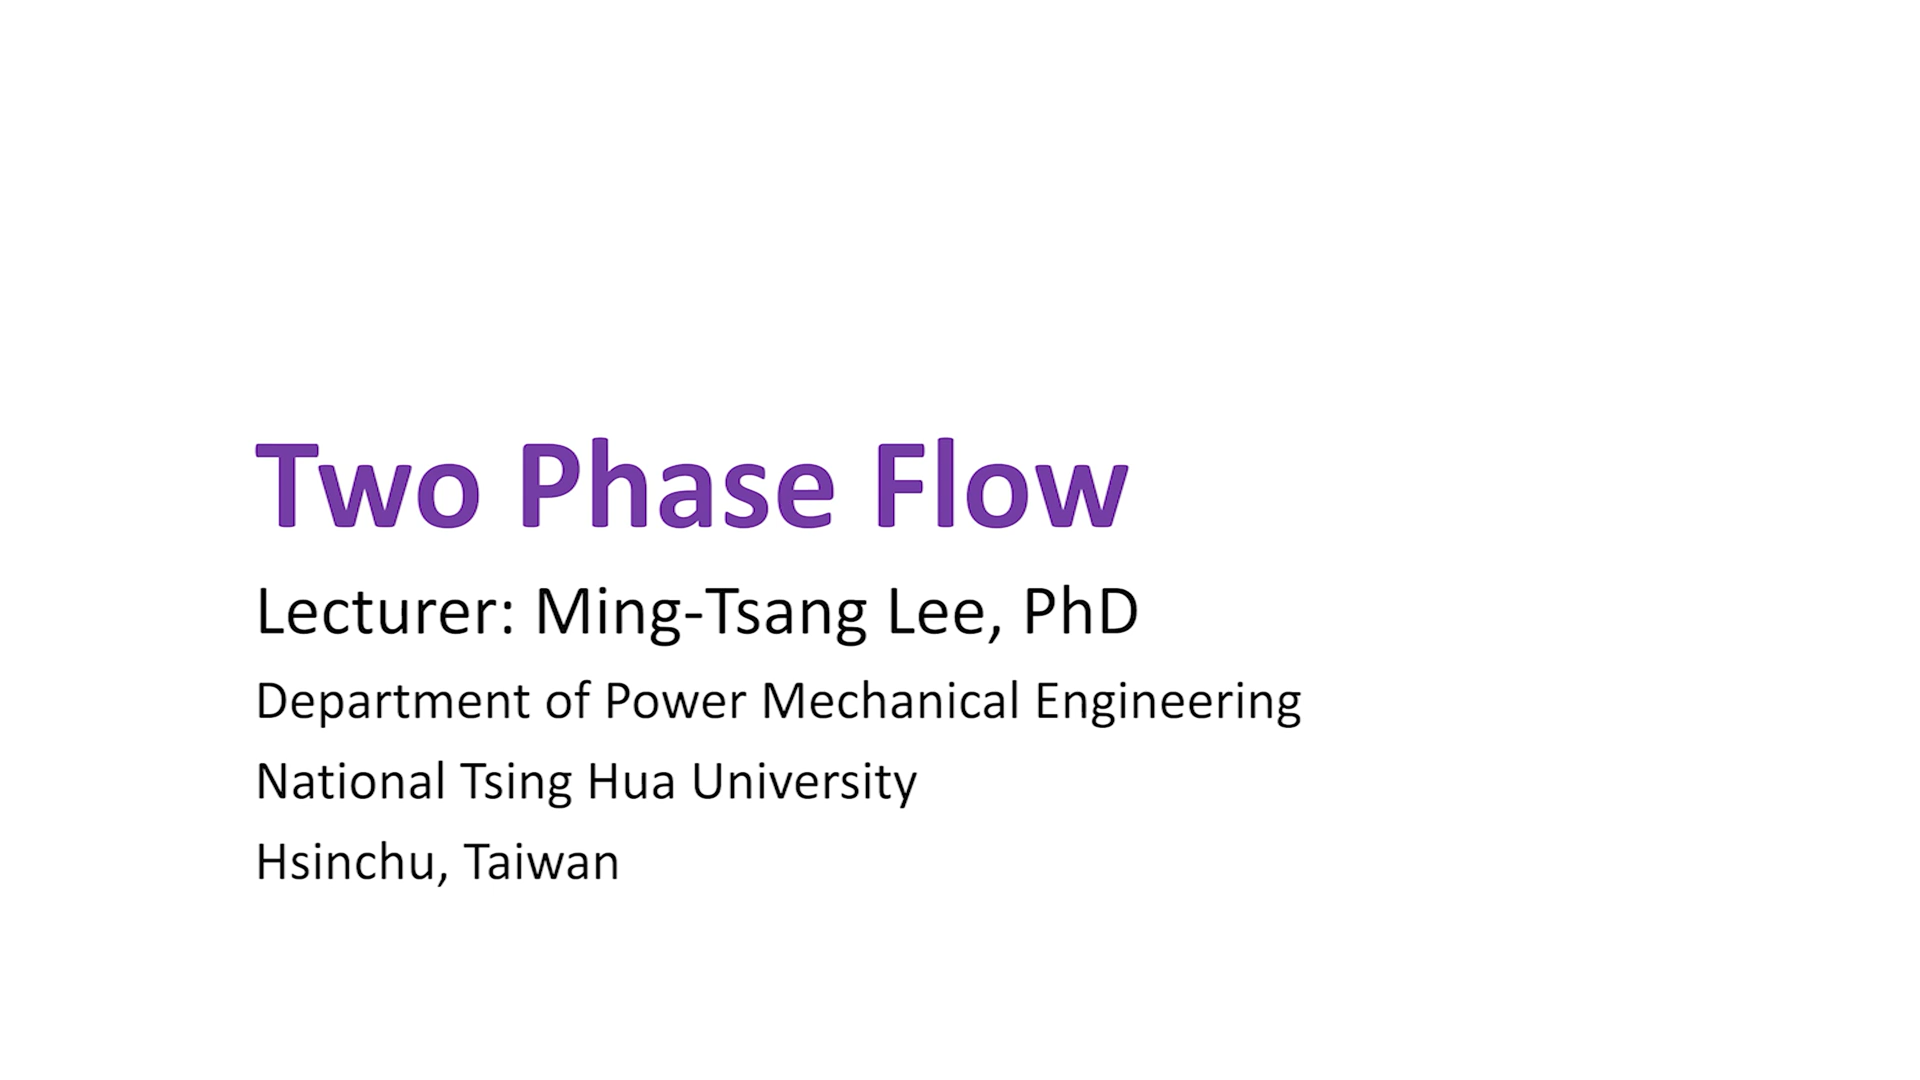 Two Phase Flow
Lecturer: Ming-Tsang Lee, PhD
Department of Power Mechanical Engineering
National Tsing Hua University
Hsinchu, Taiwan